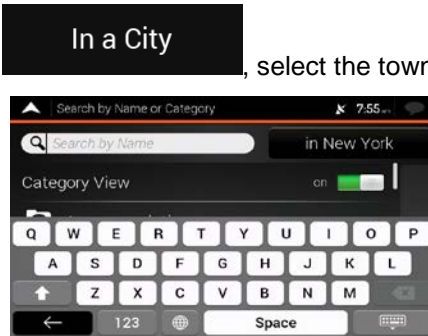 In a City
, select the town
Search by Name or Category 7:55
Search by Name in New York
Category View on
Q W E R T Y U I O P
A S D F G H J K L
Z X C V B N M
123 Space